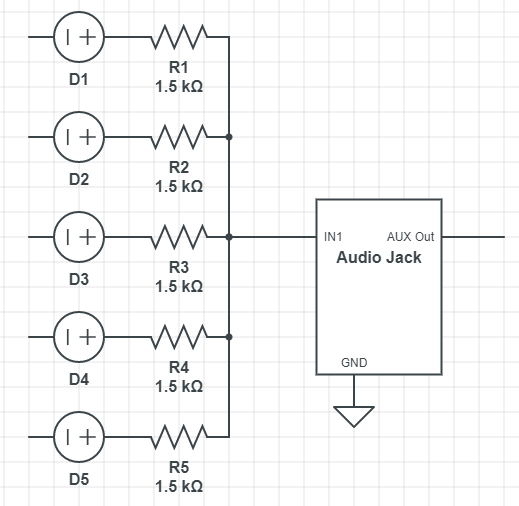 D1
R1
1.5 kΩ
D2
R2
1.5 kΩ
D3
R3
1.5 kΩ
D4
R4
1.5 kΩ
D5
R5
1.5 kΩ
IN1 AUX Out
Audio Jack
GND